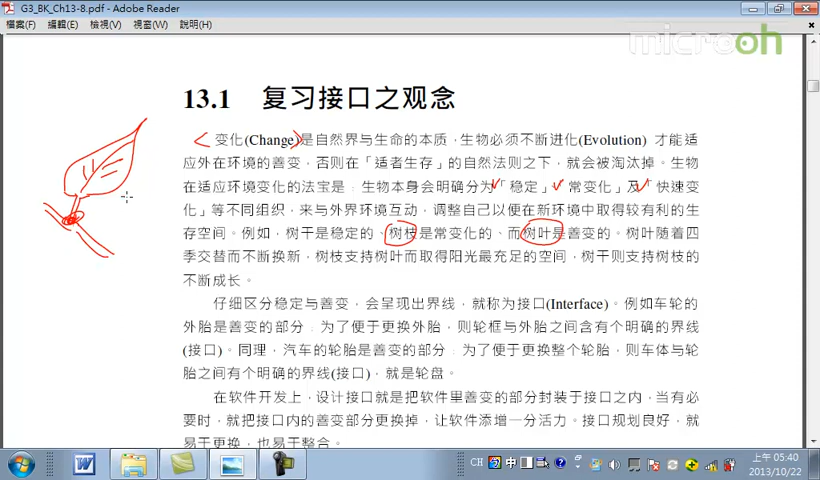 G3_BK_Ch13-8.pdf - Adobe Reader
檔案(F) 編輯(E) 檢視(V) 視窗(W) 說明(H)
microoh
13.1 复习接口之观念
变化(Change)是自然界与生命的本质，生物必须不断进化(Evolution) 才能适
应外在环境的善变，否则在「适者生存」的自然法则之下，就会被淘汰掉。生物
在适应环境变化的法宝是：生物本身会明确分为「稳定」、「常变化」及「快速变
化」等不同组织，来与外界环境互动，调整自己以便在新环境中取得较有利的生
存空间。例如，树干是稳定的、树枝是常变化的、而树叶是善变的。树叶随着四
季交替而不断换新，树枝支持树叶而取得阳光最充足的空间，树干则支持树枝的
不断成长。
仔细区分稳定与善变，会呈现出界线，就称为接口(Interface)。例如车轮的
外胎是善变的部分：为了便于更换外胎，则轮框与外胎之间含有个明确的界线
(接口)。同理，汽车的轮胎是善变的部分：为了便于更换整个轮胎，则车体与轮
胎之间有个明确的界线(接口)，就是轮盘。
在软件开发上，设计接口就是把软件里善变的部分封装于接口之内，当有必
要时，就把接口内的善变部分更换掉，让软件添增一分活力。接口规划良好，就
易于更换，也易于整合。
CH 中
上午 05:40
2013/10/22